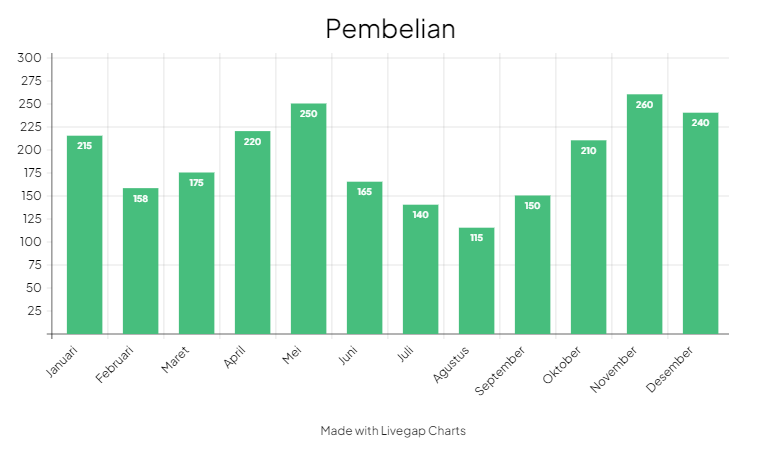 Pembelian
300
275
250
225
200
175
150
125
100
75
50
25
215
158
175
220
250
165
140
115
150
210
260
240
Januari
Februari
Maret
April
Mei
Juni
Juli
Agustus
September
Oktober
November
Desember
Made with Livegap Charts